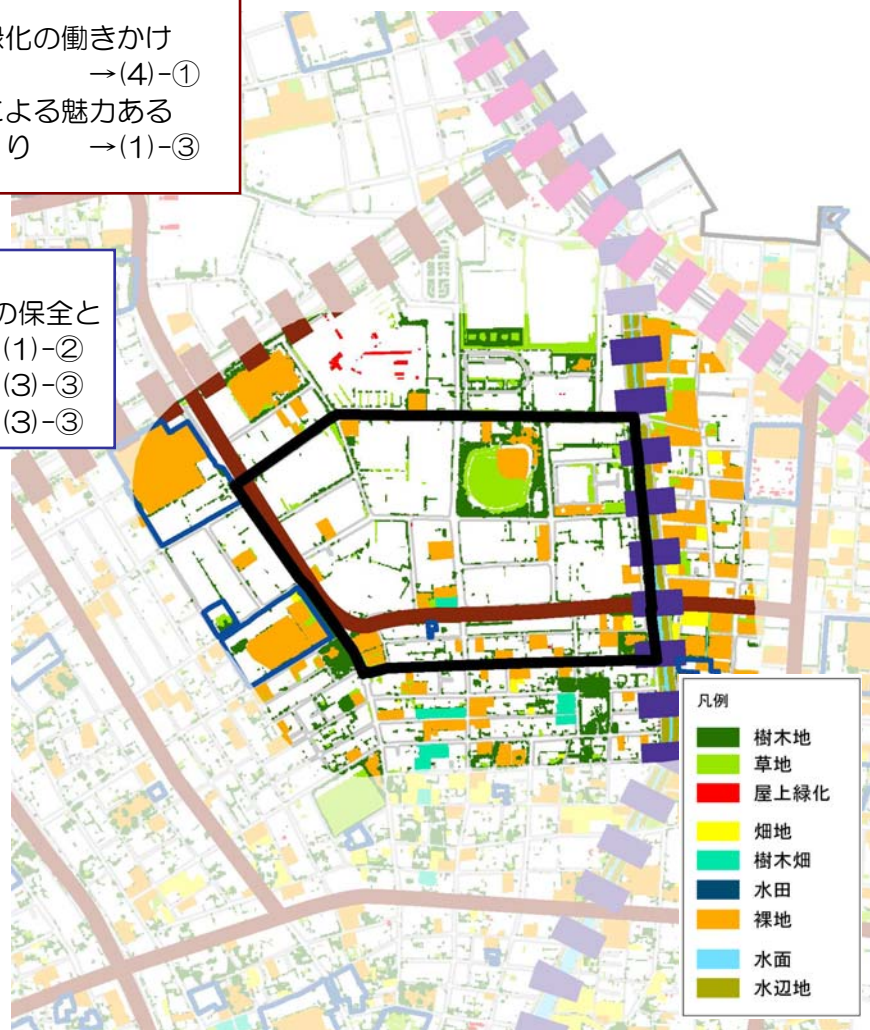 緑化の働きかけ
→(4)-①
による魅力ある
り →(1)-③
の保全と
(1)-②
(3)-③
(3)-③
凡例
樹木地
草地
屋上緑化
畑地
樹木畑
水田
裸地
水面
水辺地